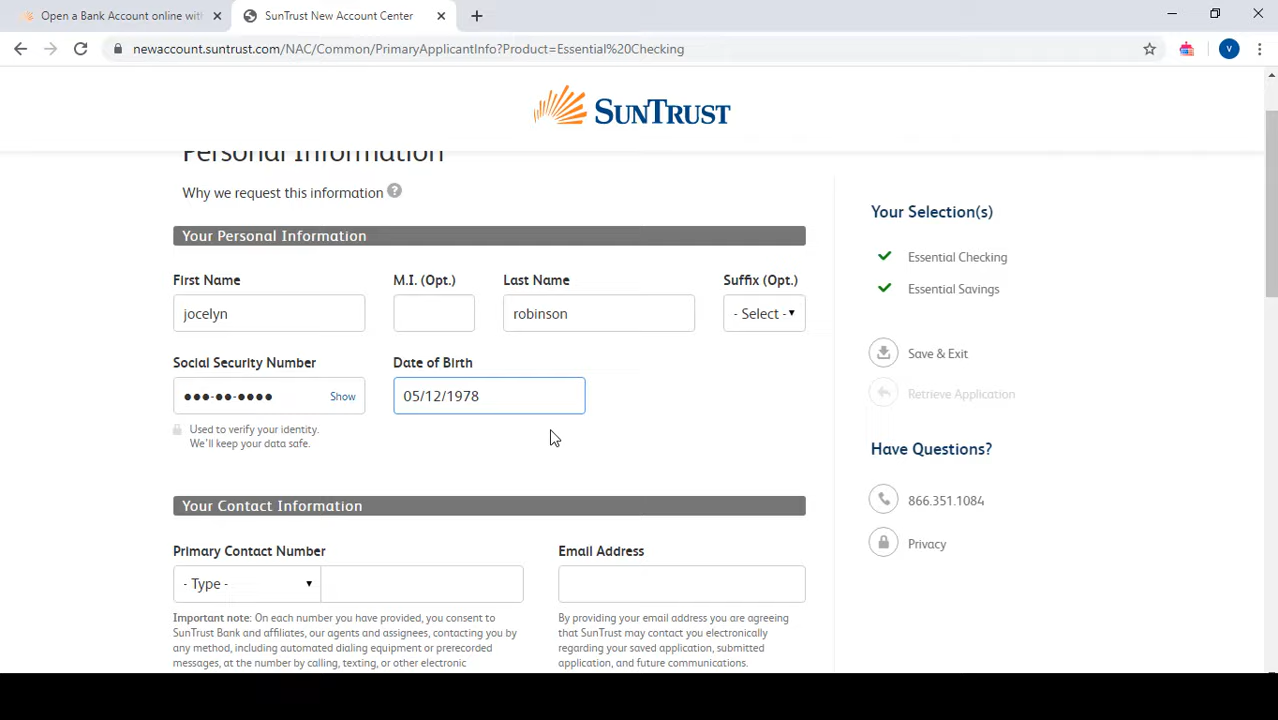 Open a Bank Account online wit
SunTrust New Account Center
newaccount.suntrust.com/NAC/Common/PrimaryApplicantInfo?Product=Essential%20Checking
V
SunTrust
Personal Information
Why we request this information ?
Your Personal Information
First Name
M.I. (Opt.)
Last Name
Suffix (Opt.)
jocelyn
robinson
- Select -
Social Security Number
Date of Birth
●●●-●●-●●●●
Show
05/12/1978
Used to verify your identity.
We'll keep your data safe.
Your Contact Information
Primary Contact Number
Email Address
- Type -
Important note: On each number you have provided, you consent to
SunTrust Bank and affiliates, our agents and assignees, contacting you by
any method, including automated dialing equipment or prerecorded
messages, at the number by calling, texting, or other electronic
By providing your email address you are agreeing
that SunTrust may contact you electronically
regarding your saved application, submitted
application, and future communications.
Your Selection(s)
Essential Checking
Essential Savings
Save & Exit
Retrieve Application
Have Questions?
866.351.1084
Privacy